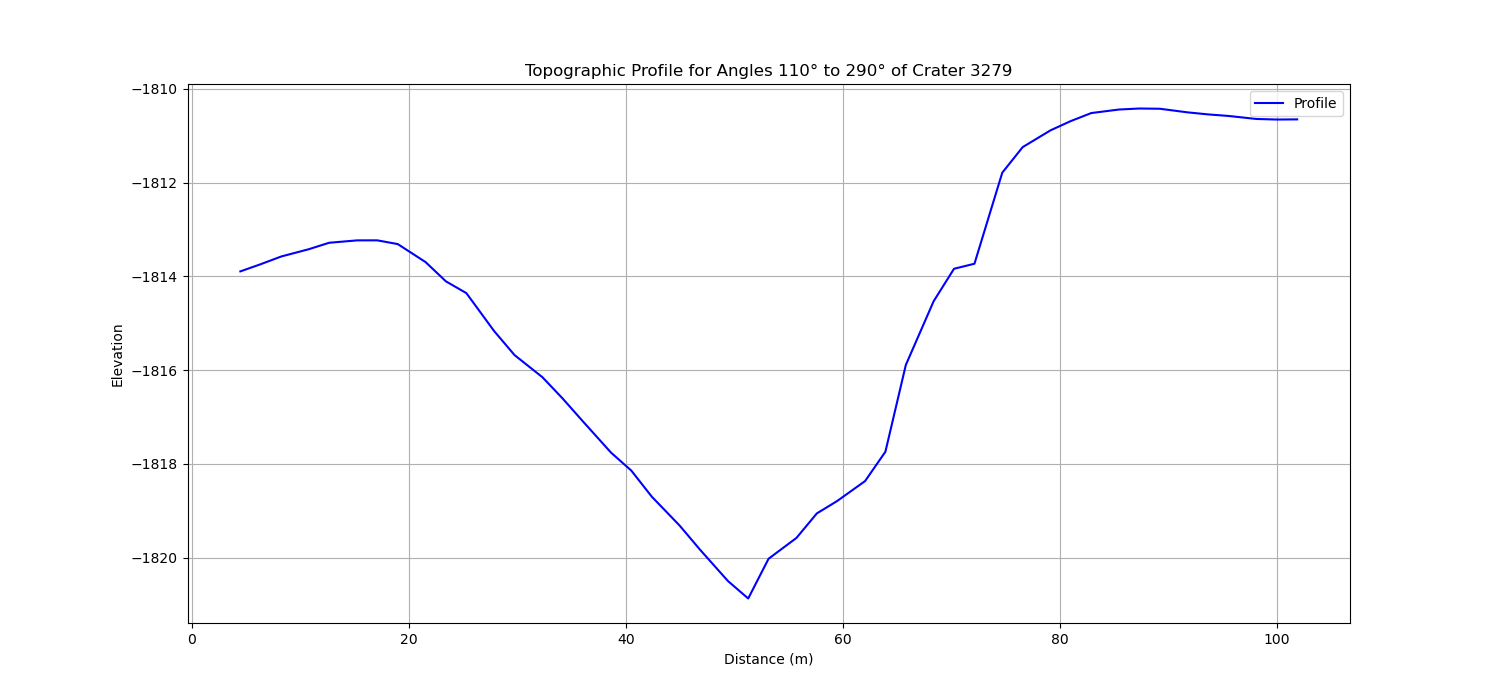 Topographic Profile for Angles 110° to 290° of Crater 3279
Profile
Elevation
−1810
−1812
−1814
−1816
−1818
−1820
0 20 40 60 80 100
Distance (m)